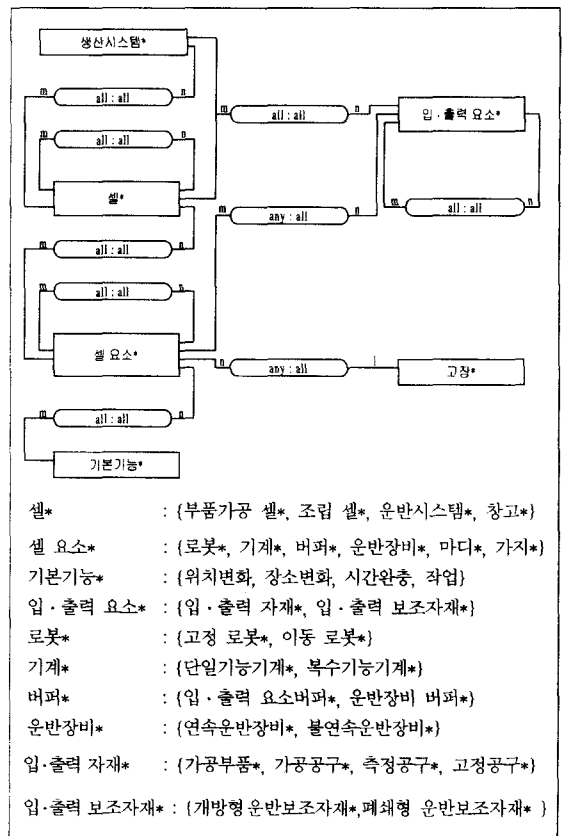 생산시스템*
m all : all n
m all : all n
입 · 출력 요소*
m all : all n
m all : all n
셀*
m any : all n
m all : all n
m all : all n
셀 요소*
n any : all
고장*
m all : all n
기본기능*
셀* : {부품가공 셀*, 조립 셀*, 운반시스템*, 창고*}
셀 요소* : {로봇*, 기계*, 버퍼*, 운반장비*, 마디*, 가지*}
기본기능* : {위치변화, 장소변화, 시간완충, 작업}
입 · 출력 요소* : {입 · 출력 자재*, 입 · 출력 보조자재*}
로봇* : {고정 로봇*, 이동 로봇*}
기계* : {단일기능기계*, 복수기능기계*}
버퍼* : {입 · 출력 요소버퍼*, 운반장비 버퍼*}
운반장비* : {연속운반장비*, 불연속운반장비*}
입·출력 자재* : {가공부품*, 가공공구*, 측정공구*, 고정공구*}
입·출력 보조자재* : {개방형 운반보조자재*,폐쇄형 운반보조자재* }